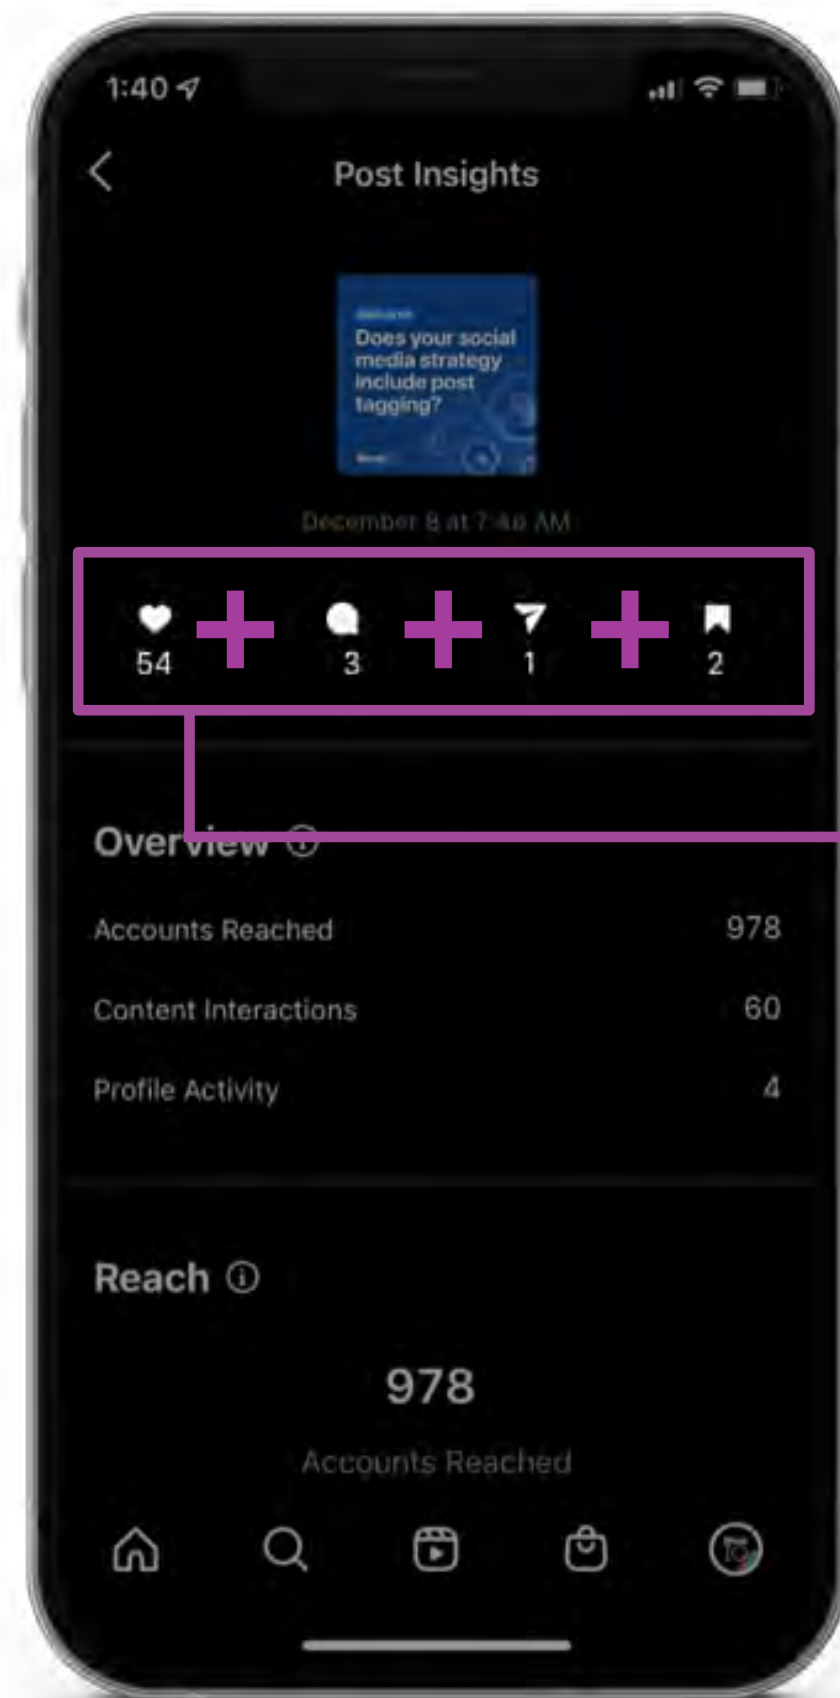 1:40
Post Insights
Does your social
media strategy
include post
tagging?
December 8 at 7:46 AM
54 + 3 + 1 + 2
Overview
Accounts Reached 978
Content Interactions 60
Profile Activity 4
Reach
978
Accounts Reached